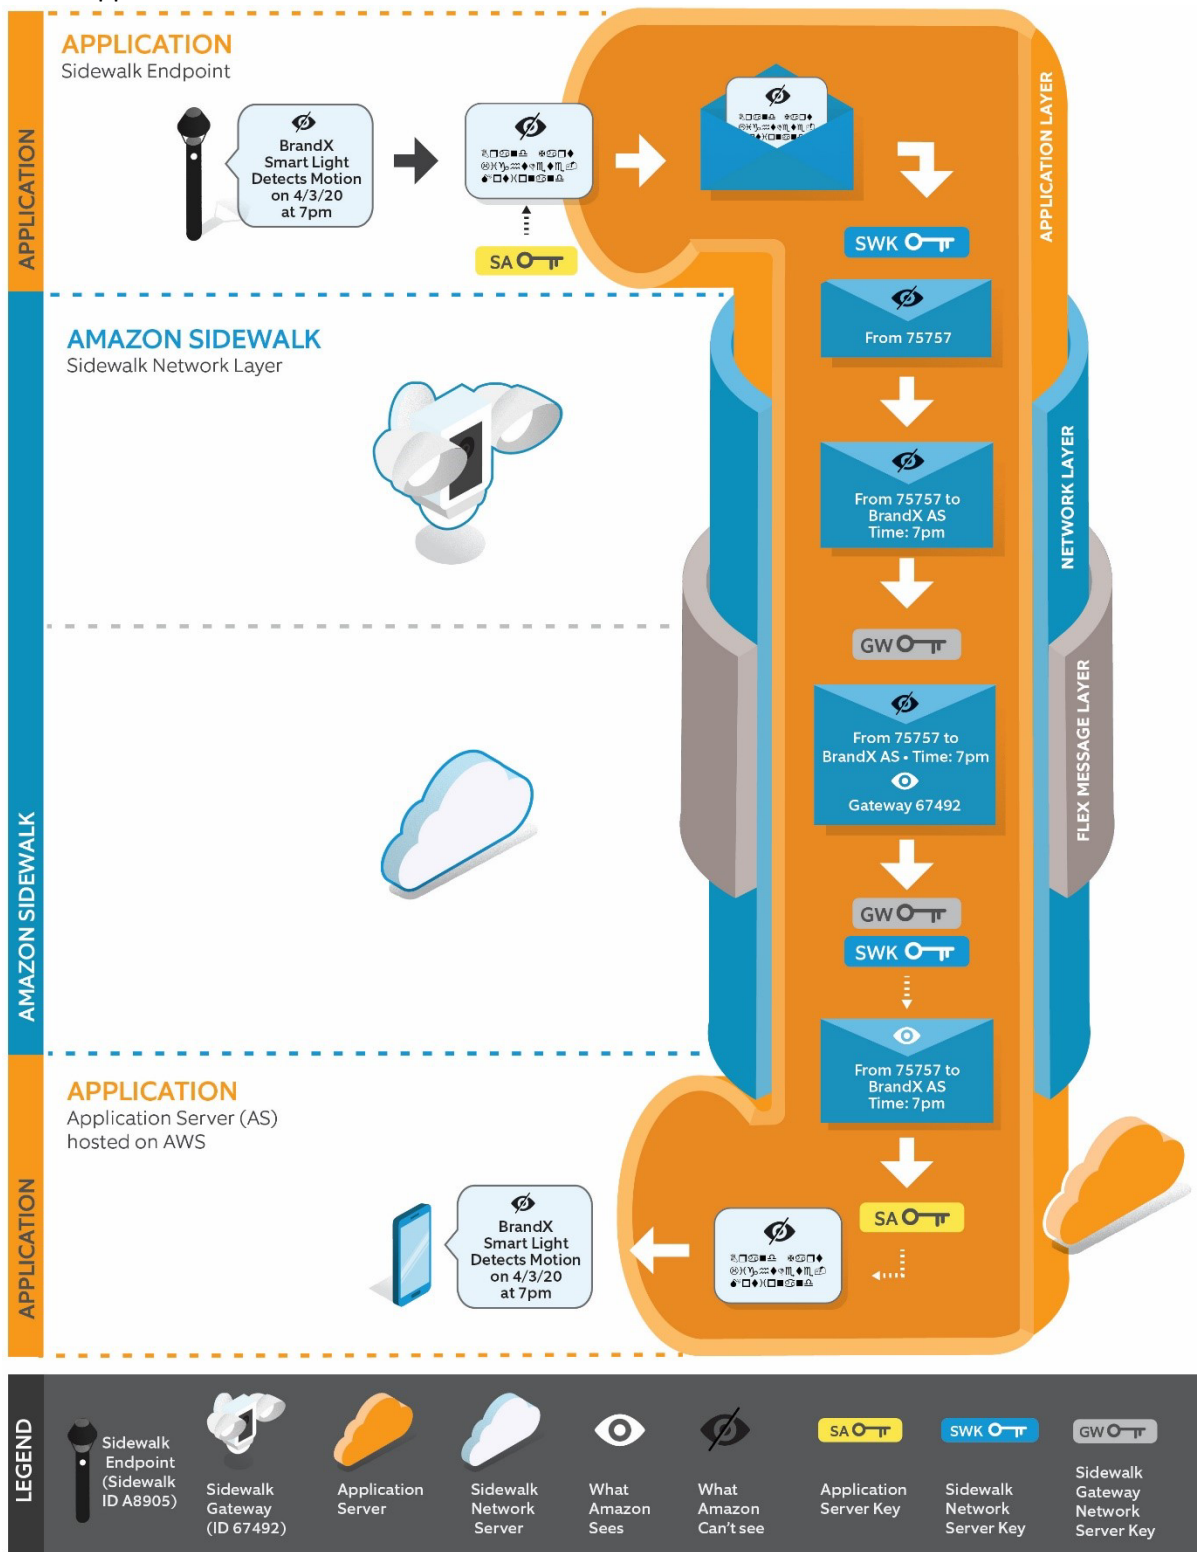 APPLICATION
Sidewalk Endpoint
APPLICATION
BrandX
Smart Light
Detects Motion
on 4/3/20
at 7pm
SA
APPLICATION LAYER
SWK
From 75757
AMAZON SIDEWALK
Sidewalk Network Layer
From 75757 to
BrandX AS
Time: 7pm
NETWORK LAYER
GW
From 75757 to
BrandX AS • Time: 7pm
Gateway 67492
FLEX MESSAGE LAYER
AMAZON SIDEWALK
GW
SWK
From 75757 to
BrandX AS
Time: 7pm
APPLICATION
Application Server (AS)
hosted on AWS
APPLICATION
BrandX
Smart Light
Detects Motion
on 4/3/20
at 7pm
SA
LEGEND
Sidewalk
Endpoint
(Sidewalk
ID A8905)
Sidewalk
Gateway
(ID 67492)
Application
Server
Sidewalk
Network
Server
What
Amazon
Sees
What
Amazon
Can't see
SA
Application
Server Key
SWK
Sidewalk
Network
Server Key
GW
Sidewalk
Gateway
Network
Server Key